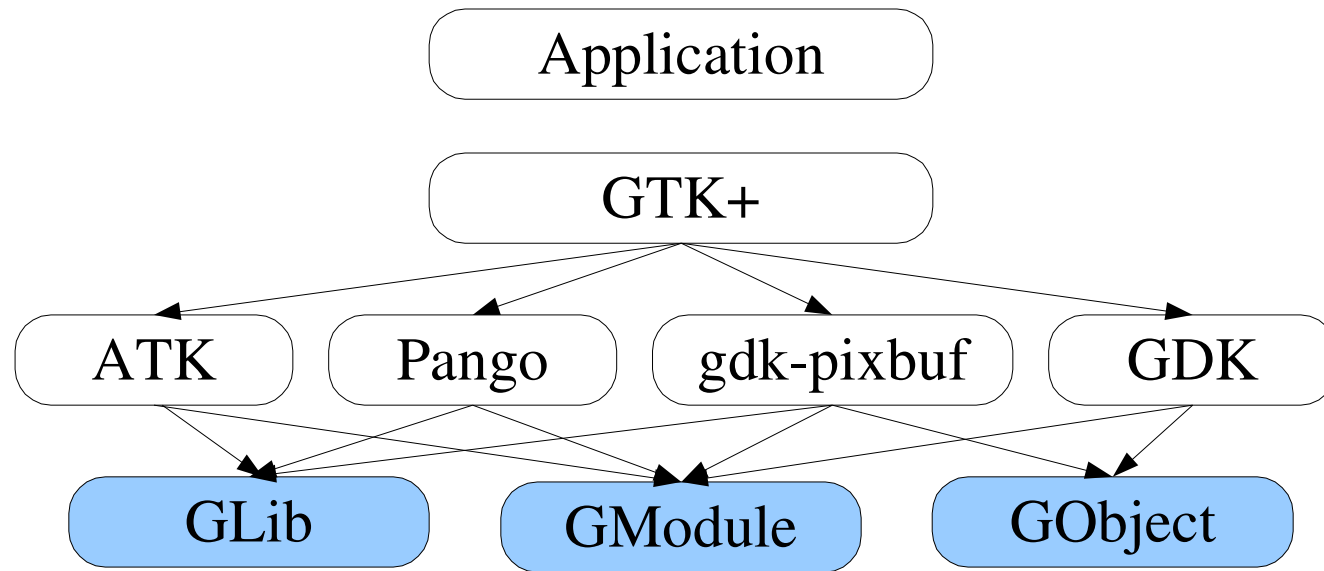 Application
GTK+
ATK
Pango
gdk-pixbuf
GDK
GLib
GModule
GObject